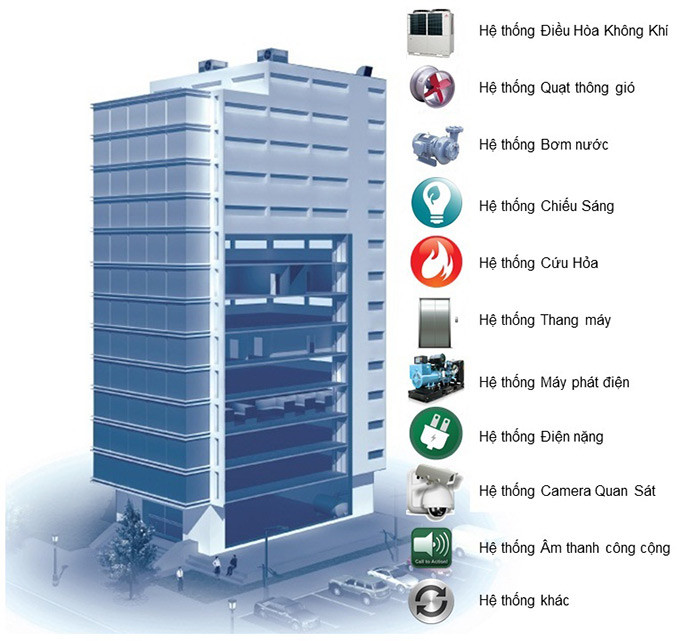 Hệ thống Điều Hòa Không Khí
Hệ thống Quạt thông gió
Hệ thống Bơm nước
Hệ thống Chiếu Sáng
Hệ thống Cứu Hỏa
Hệ thống Thang máy
Hệ thống Máy phát điện
Hệ thống Điện nặng
Hệ thống Camera Quan Sát
Hệ thống Âm thanh công cộng
Call to Action!
Hệ thống khác